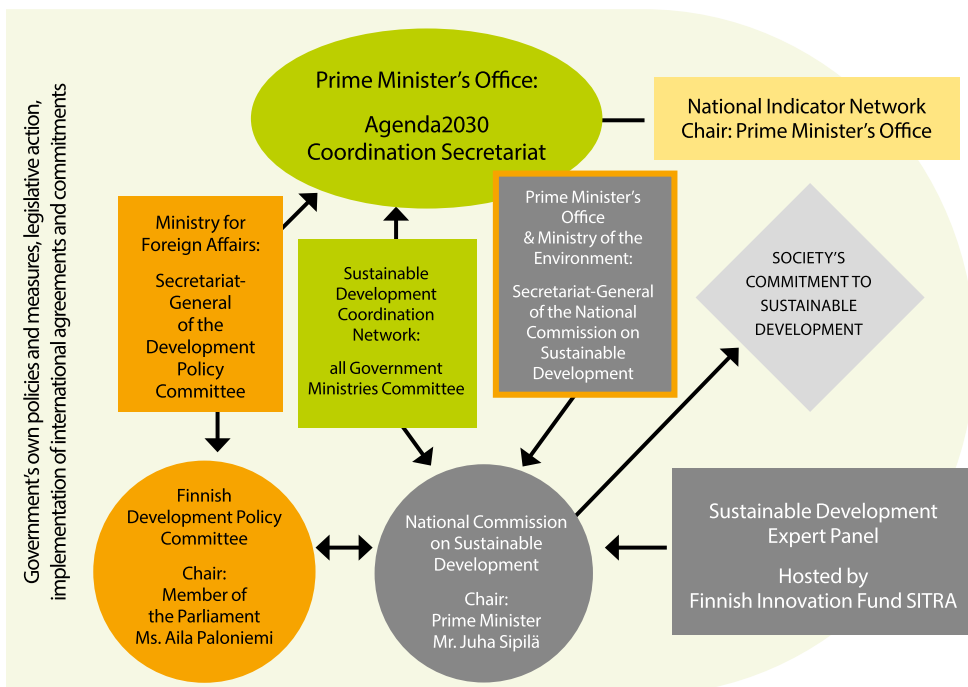 Government's own policies and measures, legislative action,
implementation of international agreements and commitments
Prime Minister's Office:
Agenda2030
Coordination Secretariat
National Indicator Network
Chair: Prime Minister's Office
Ministry for
Foreign Affairs:
Secretariat-
General
of the
Development
Policy
Committee
Sustainable
Development
Coordination
Network:
all Government
Ministries Committee
Prime Minister's
Office
& Ministry of the
Environment:
Secretariat-General
of the National
Commission on
Sustainable
Development
SOCIETY'S
COMMITMENT TO
SUSTAINABLE
DEVELOPMENT
Finnish
Development Policy
Committee
Chair:
Member of
the Parliament
Ms. Aila Paloniemi
National Commission
on Sustainable
Development
Chair:
Prime Minister
Mr. Juha Sipilä
Sustainable Development
Expert Panel
Hosted by
Finnish Innovation Fund SITRA